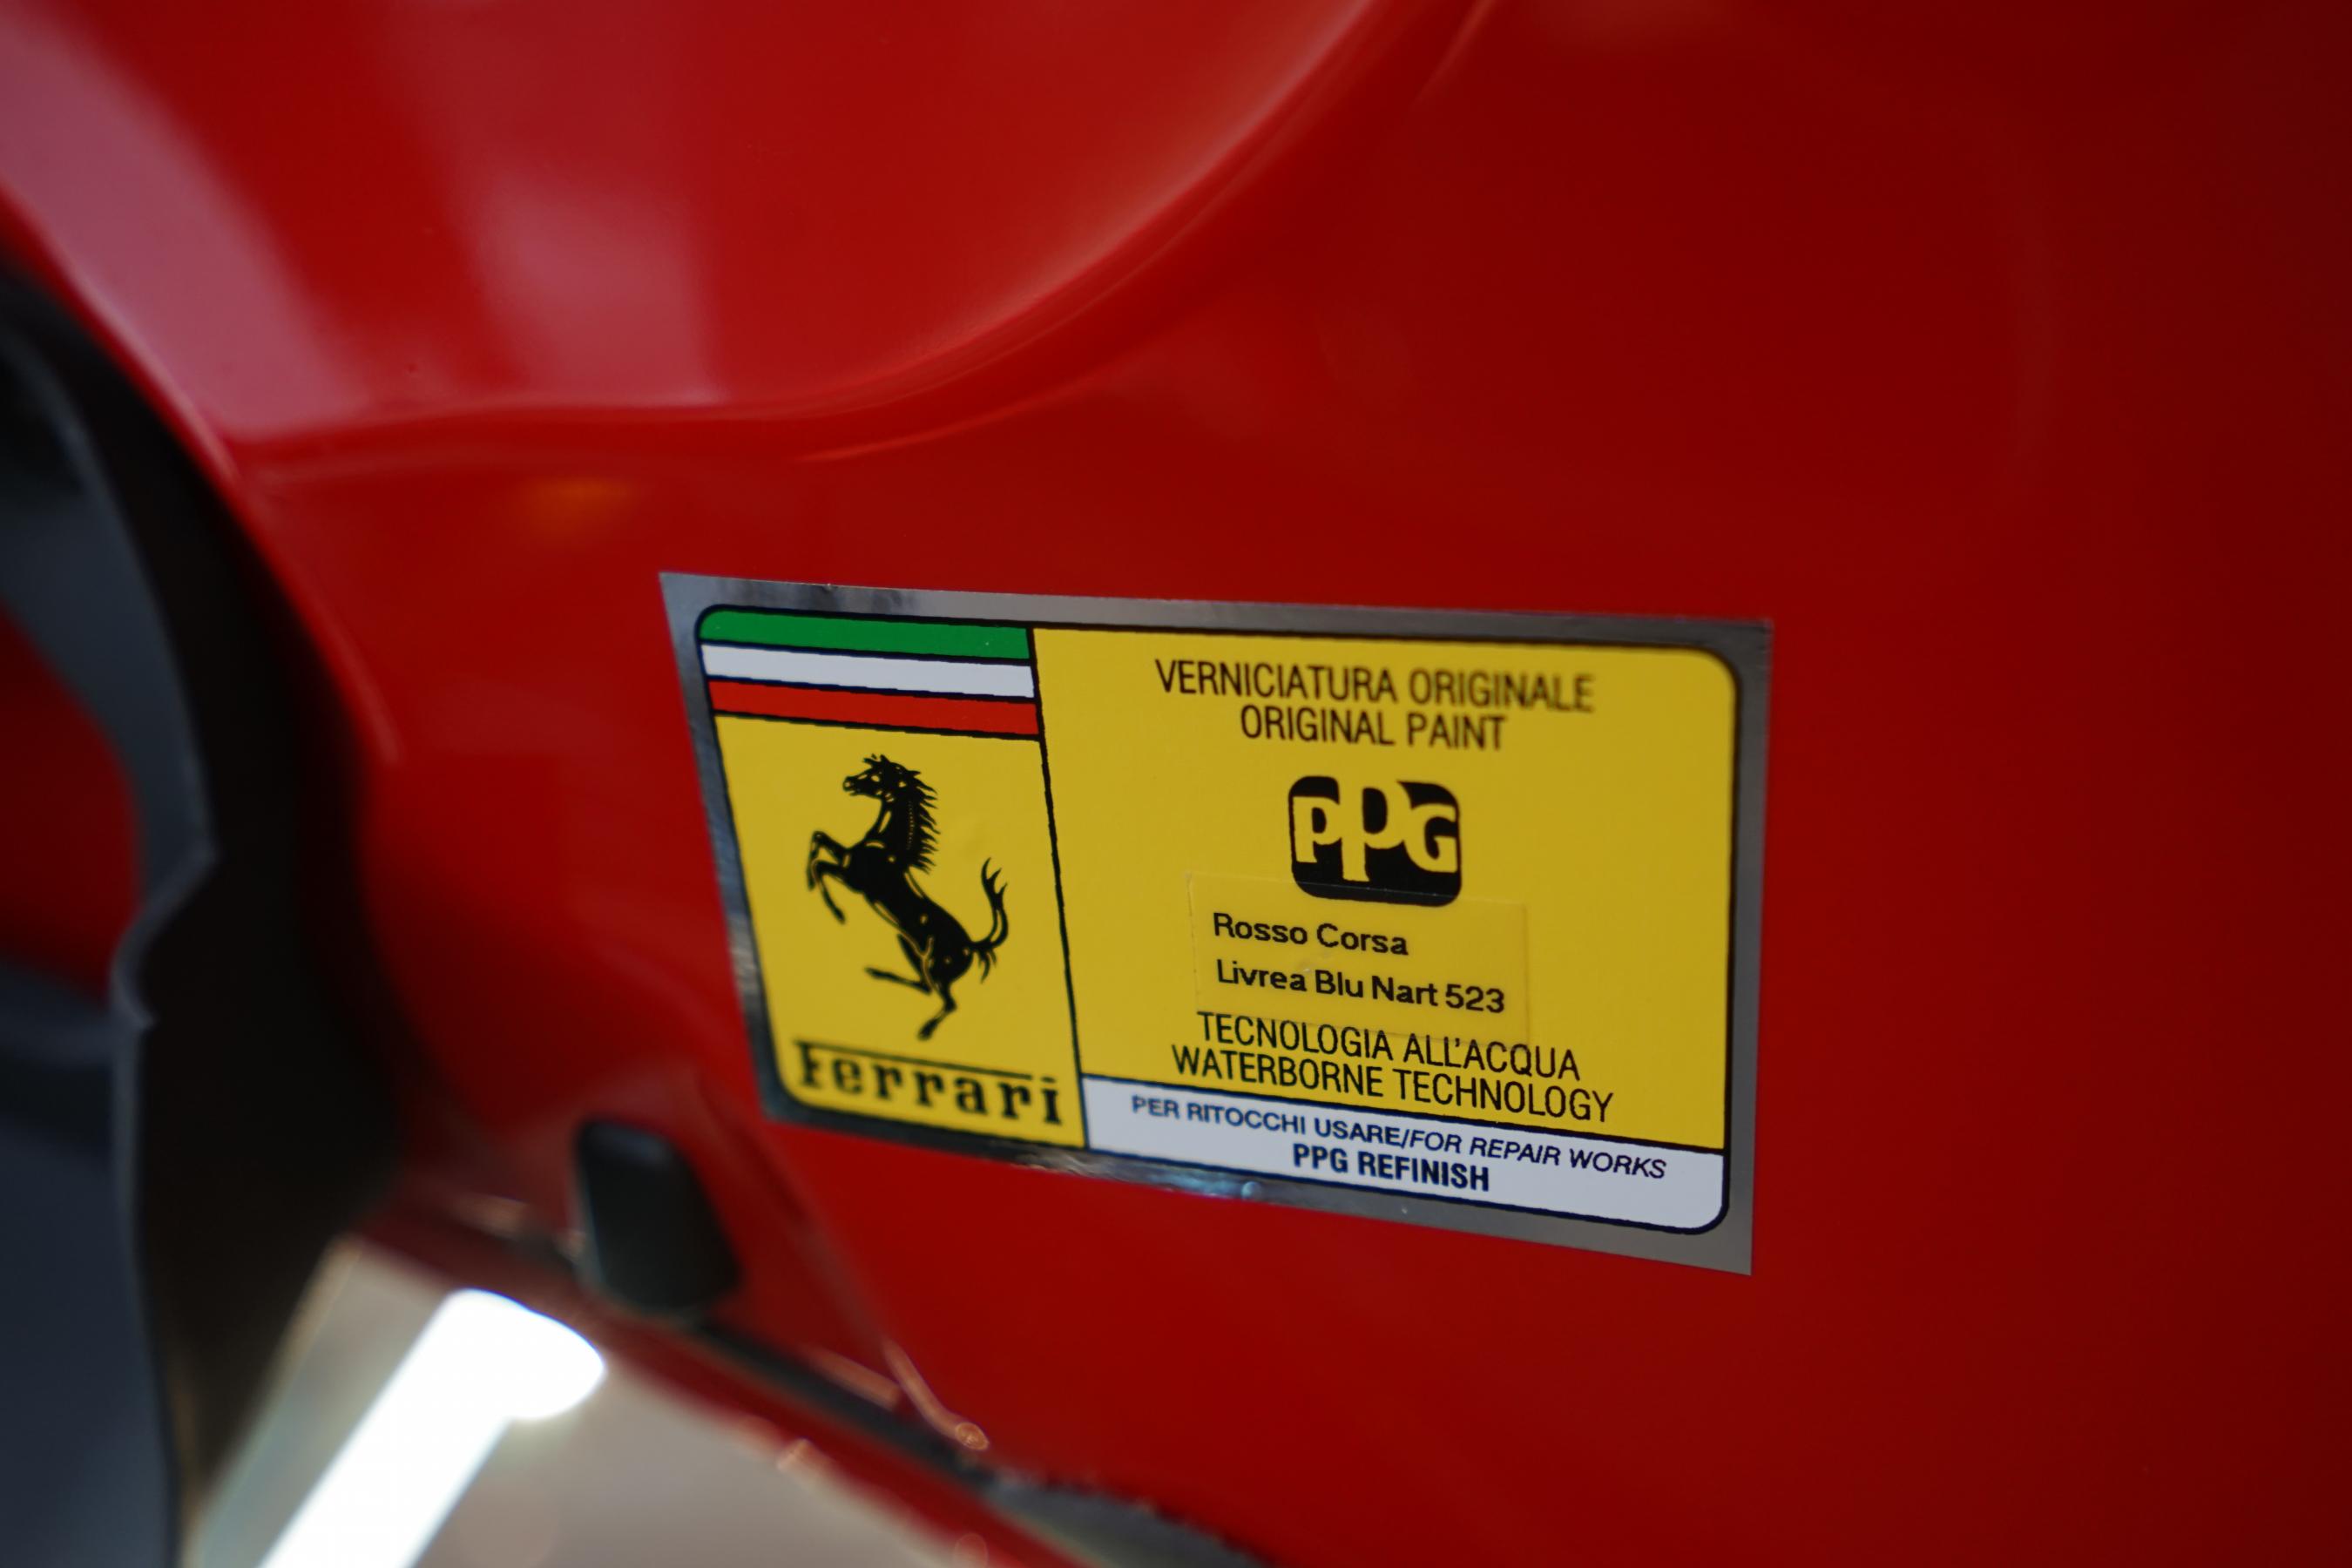 VERNICIATURA ORIGINALE
ORIGINAL PAINT
PPG
Rosso Corsa
Livrea Blu Nart 523
TECNOLOGIA ALL'ACQUA
WATERBORNE TECHNOLOGY
Ferrari
PER RITOCCHI USARE/FOR REPAIR WORKS
PPG REFINISH